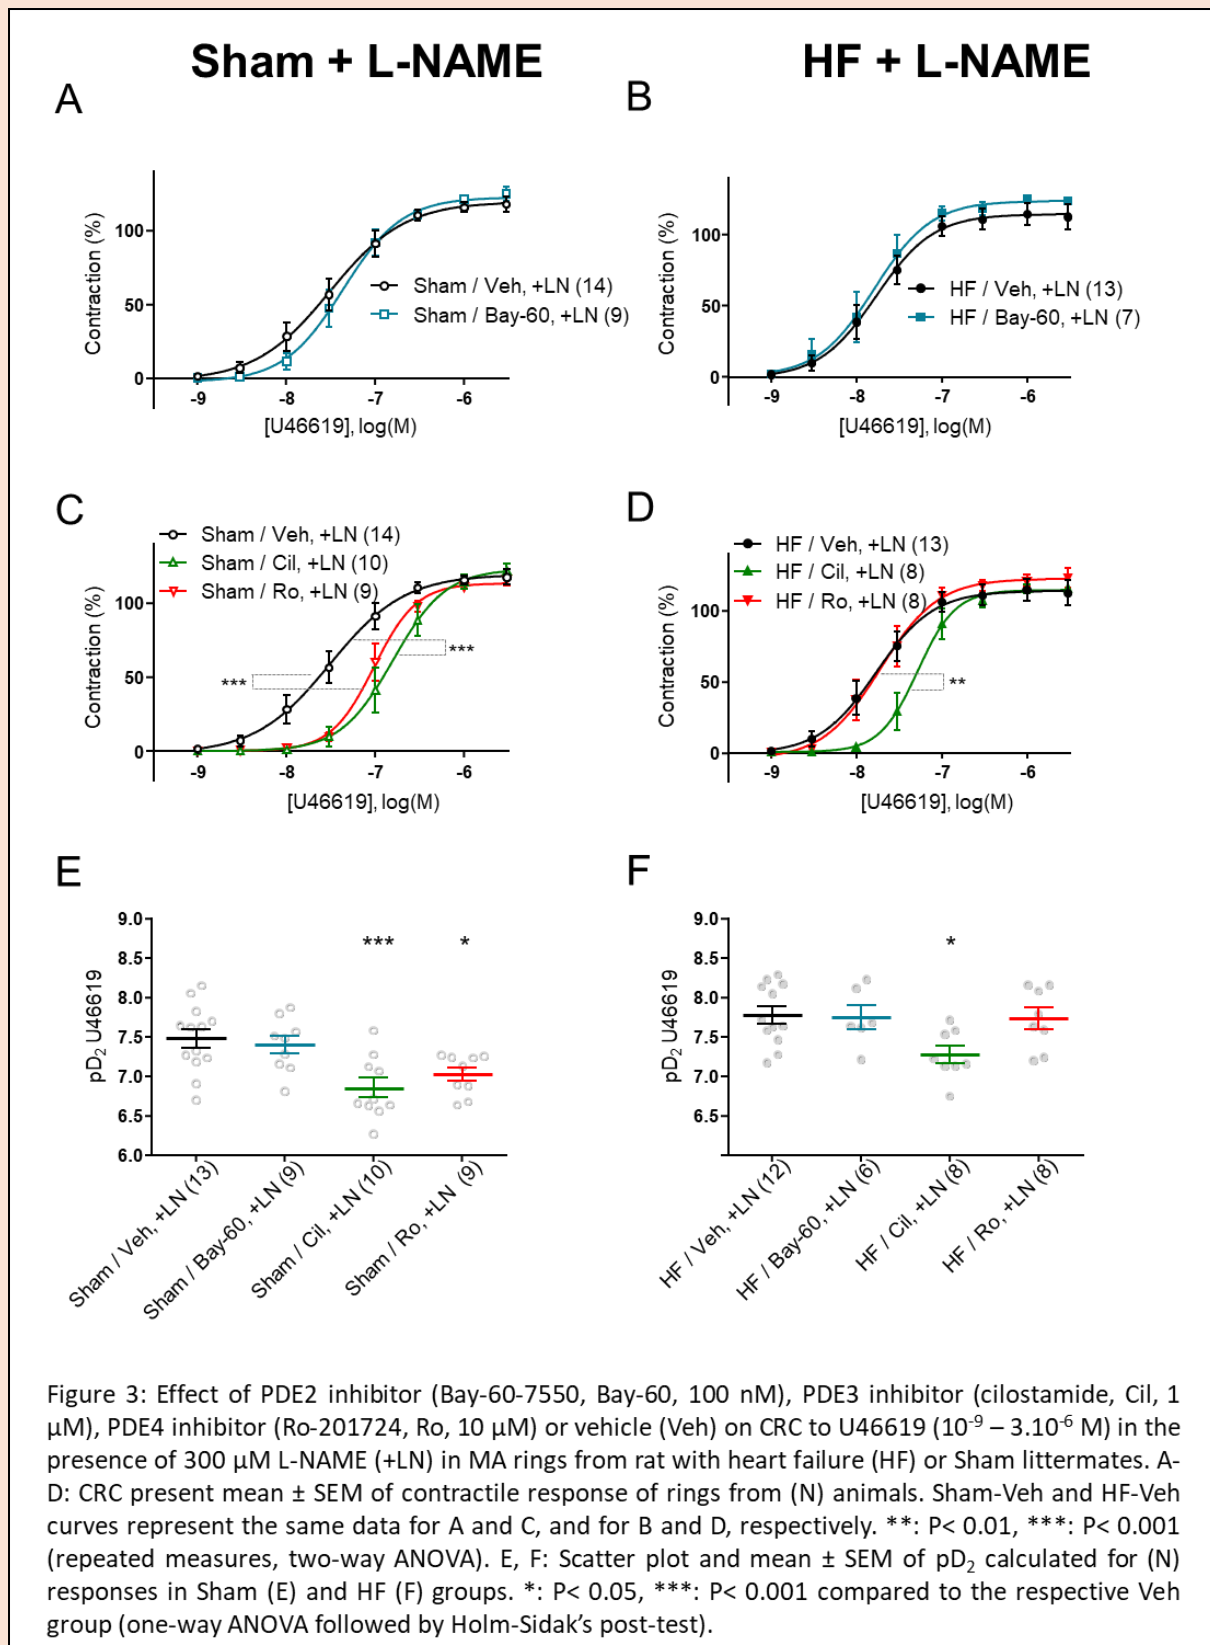 Sham + L-NAME
HF + L-NAME
A
B
100
50
0
Contraction (%)
Sham / Veh, +LN (14)
Sham / Bay-60, +LN (9)
-9 -8 -7 -6
[U46619], log(M)
100
50
0
Contraction (%)
HF / Veh, +LN (13)
HF / Bay-60, +LN (7)
-9 -8 -7 -6
[U46619], log(M)
C
D
Sham / Veh, +LN (14)
Sham / Cil, +LN (10)
Sham / Ro, +LN (9)
100
50
0
Contraction (%)
***
***
-9 -8 -7 -6
[U46619], log(M)
HF / Veh, +LN (13)
HF / Cil, +LN (8)
HF / Ro, +LN (8)
100
50
0
Contraction (%)
**
-9 -8 -7 -6
[U46619], log(M)
E
F
9.0
8.5
8.0
7.5
7.0
6.5
6.0
pD₂ U46619
*** *
Sham / Veh, +LN (13)
Sham / Bay-60, +LN (9)
Sham / Cil, +LN (10)
Sham / Ro, +LN (9)
9.0
8.5
8.0
7.5
7.0
6.5
pD₂ U46619
*
HF / Veh, +LN (12)
HF / Bay-60, +LN (6)
HF / Cil, +LN (8)
HF / Ro, +LN (8)
Figure 3: Effect of PDE2 inhibitor (Bay-60-7550, Bay-60, 100 nM), PDE3 inhibitor (cilostamide, Cil, 1
µM), PDE4 inhibitor (Ro-201724, Ro, 10 µM) or vehicle (Veh) on CRC to U46619 (10⁻⁹ – 3.10⁻⁶ M) in the
presence of 300 µM L-NAME (+LN) in MA rings from rat with heart failure (HF) or Sham littermates. A-
D: CRC present mean ± SEM of contractile response of rings from (N) animals. Sham-Veh and HF-Veh
curves represent the same data for A and C, and for B and D, respectively. **: P< 0.01, ***: P< 0.001
(repeated measures, two-way ANOVA). E, F: Scatter plot and mean ± SEM of pD₂ calculated for (N)
responses in Sham (E) and HF (F) groups. *: P< 0.05, ***: P< 0.001 compared to the respective Veh
group (one-way ANOVA followed by Holm-Sidak’s post-test).